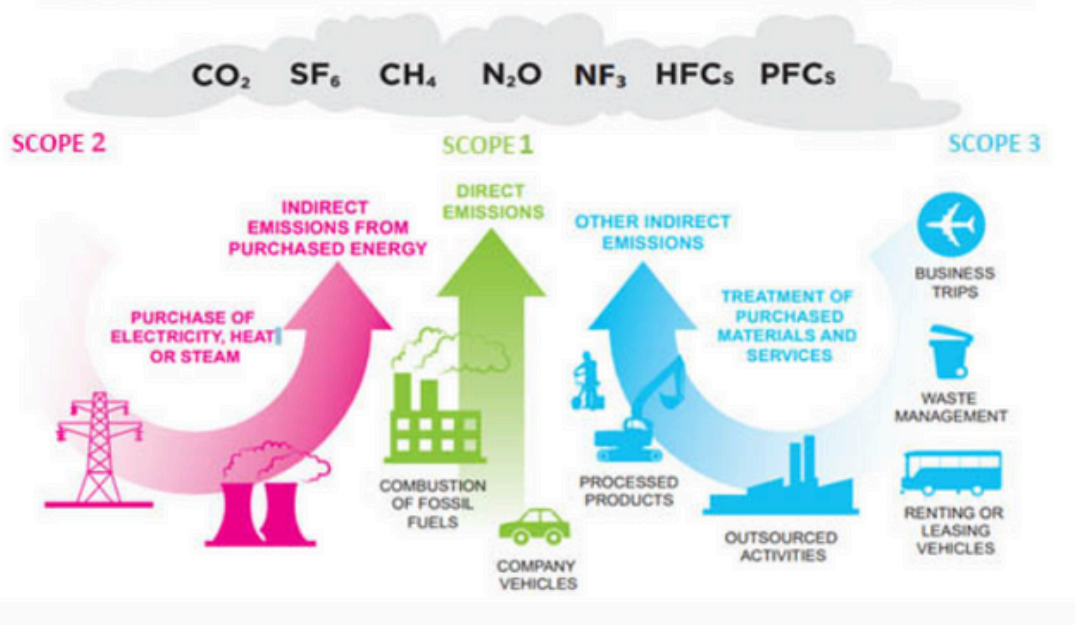 CO₂ SF₆ CH₄ N₂O NF₃ HFCs PFCs
SCOPE 2
SCOPE 1
SCOPE 3
INDIRECT
EMISSIONS FROM
PURCHASED ENERGY
PURCHASE OF
ELECTRICITY, HEAT
OR STEAM
DIRECT
EMISSIONS
COMBUSTION
OF FOSSIL
FUELS
COMPANY
VEHICLES
OTHER INDIRECT
EMISSIONS
TREATMENT OF
PURCHASED
MATERIALS AND
SERVICES
PROCESSED
PRODUCTS
OUTSOURCED
ACTIVITIES
BUSINESS
TRIPS
WASTE
MANAGEMENT
RENTING OR
LEASING
VEHICLES